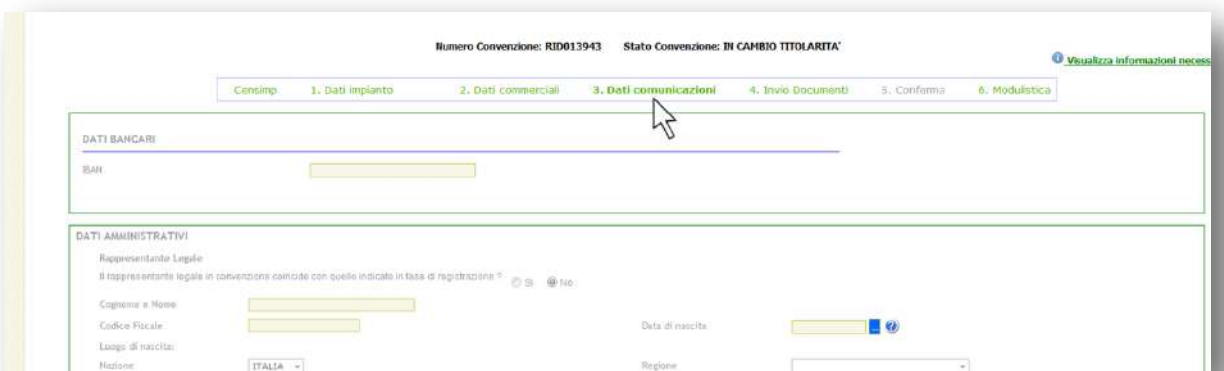 Numero Convenzione: RID013943 Stato Convenzione: IN CAMBIO TITOLARITA'
Visualizza informazioni necess
Censimp 1. Dati impianto 2. Dati commerciali 3. Dati comunicazioni 4. Invio Documenti 5. Conferma 6. Modulistica
DATI BANCARI
IBAN
DATI AMMINISTRATIVI
Rappresentante Legale
Il rappresentante legale in convenzione coincide con quello indicato in fase di registrazione * Si No
Cognome e Nome
Codice Fiscale Data di nascita ... ?
Luogo di nascita:
Nazione ITALIA Regione